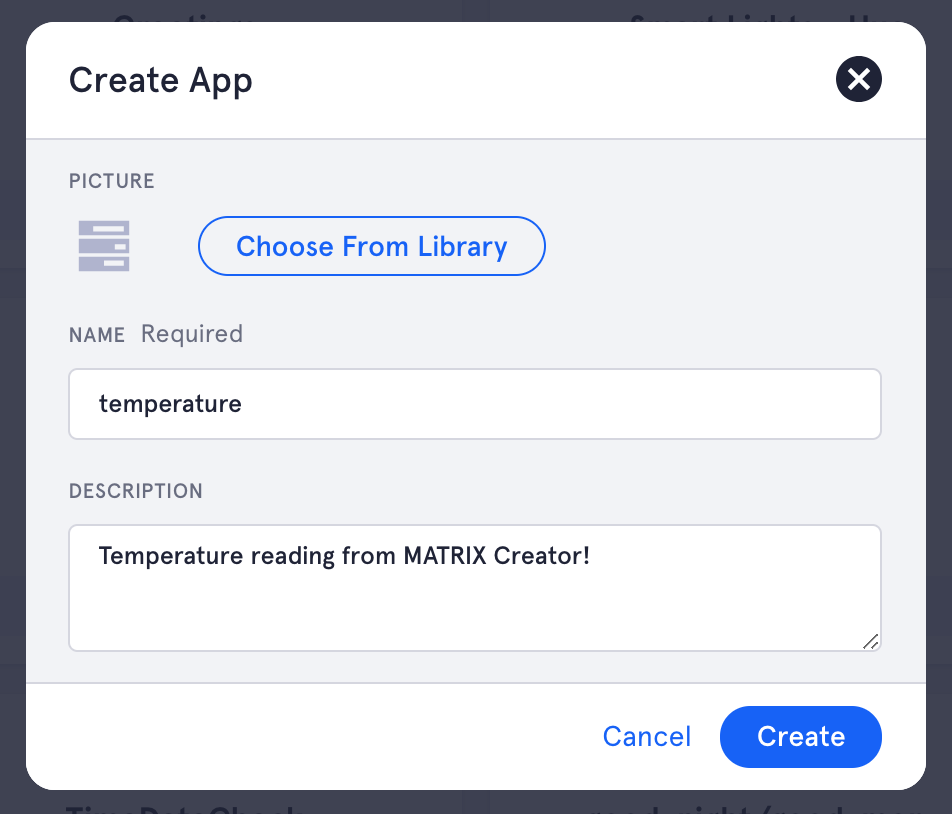 Create App
PICTURE
Choose From Library
NAME Required
temperature
DESCRIPTION
Temperature reading from MATRIX Creator!
Cancel Create